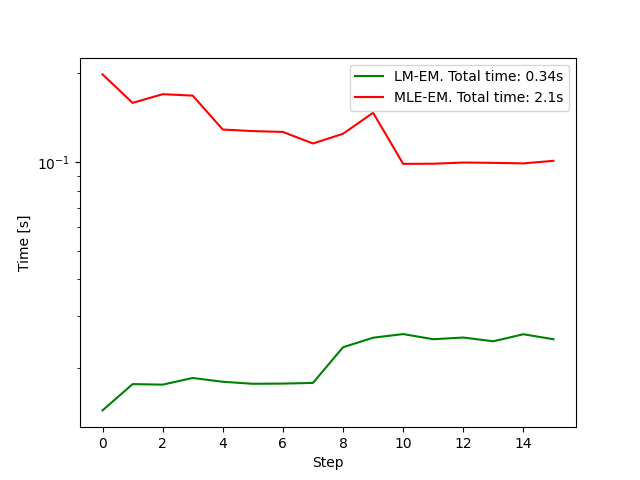 LM-EM. Total time: 0.34s
MLE-EM. Total time: 2.1s
10⁻¹
Time [s]
0 2 4 6 8 10 12 14
Step